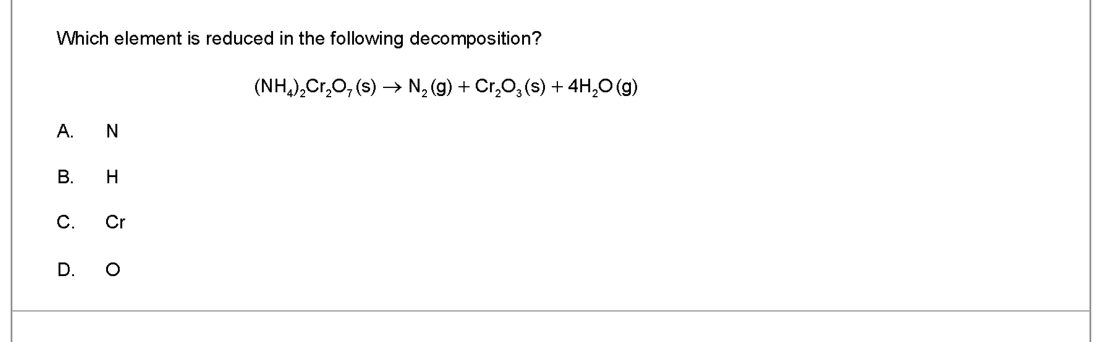 Which element is reduced in the following decomposition?
(NH₄)₂Cr₂O₇(s) → N₂(g) + Cr₂O₃(s) + 4H₂O(g)
A. N
B. H
C. Cr
D. O